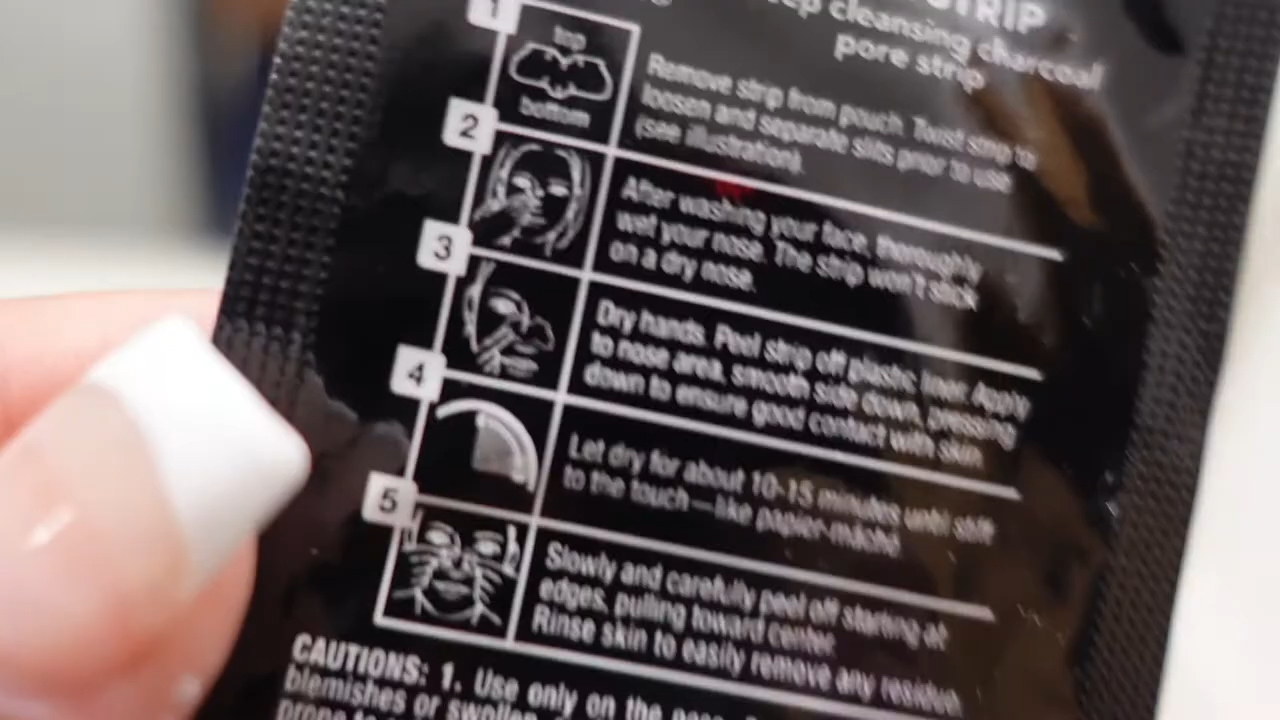 STRIP
cleansing charcoal
pore strip
1
top
bottom
Remove strip from pouch. Twist strip to
loosen and separate slits prior to use
(see illustration).
2
After washing your face, thoroughly
wet your nose. The strip won't stick
on a dry nose.
3
Dry hands. Peel strip off plastic liner. Apply
to nose area, smooth side down, pressing
down to ensure good contact with skin.
4
Let dry for about 10-15 minutes until stiff
to the touch—like papier-mâché.
5
Slowly and carefully peel off starting at
edges, pulling toward center.
Rinse skin to easily remove any residue.
CAUTIONS: 1. Use only on the nose.
blemishes or swollen
prone to